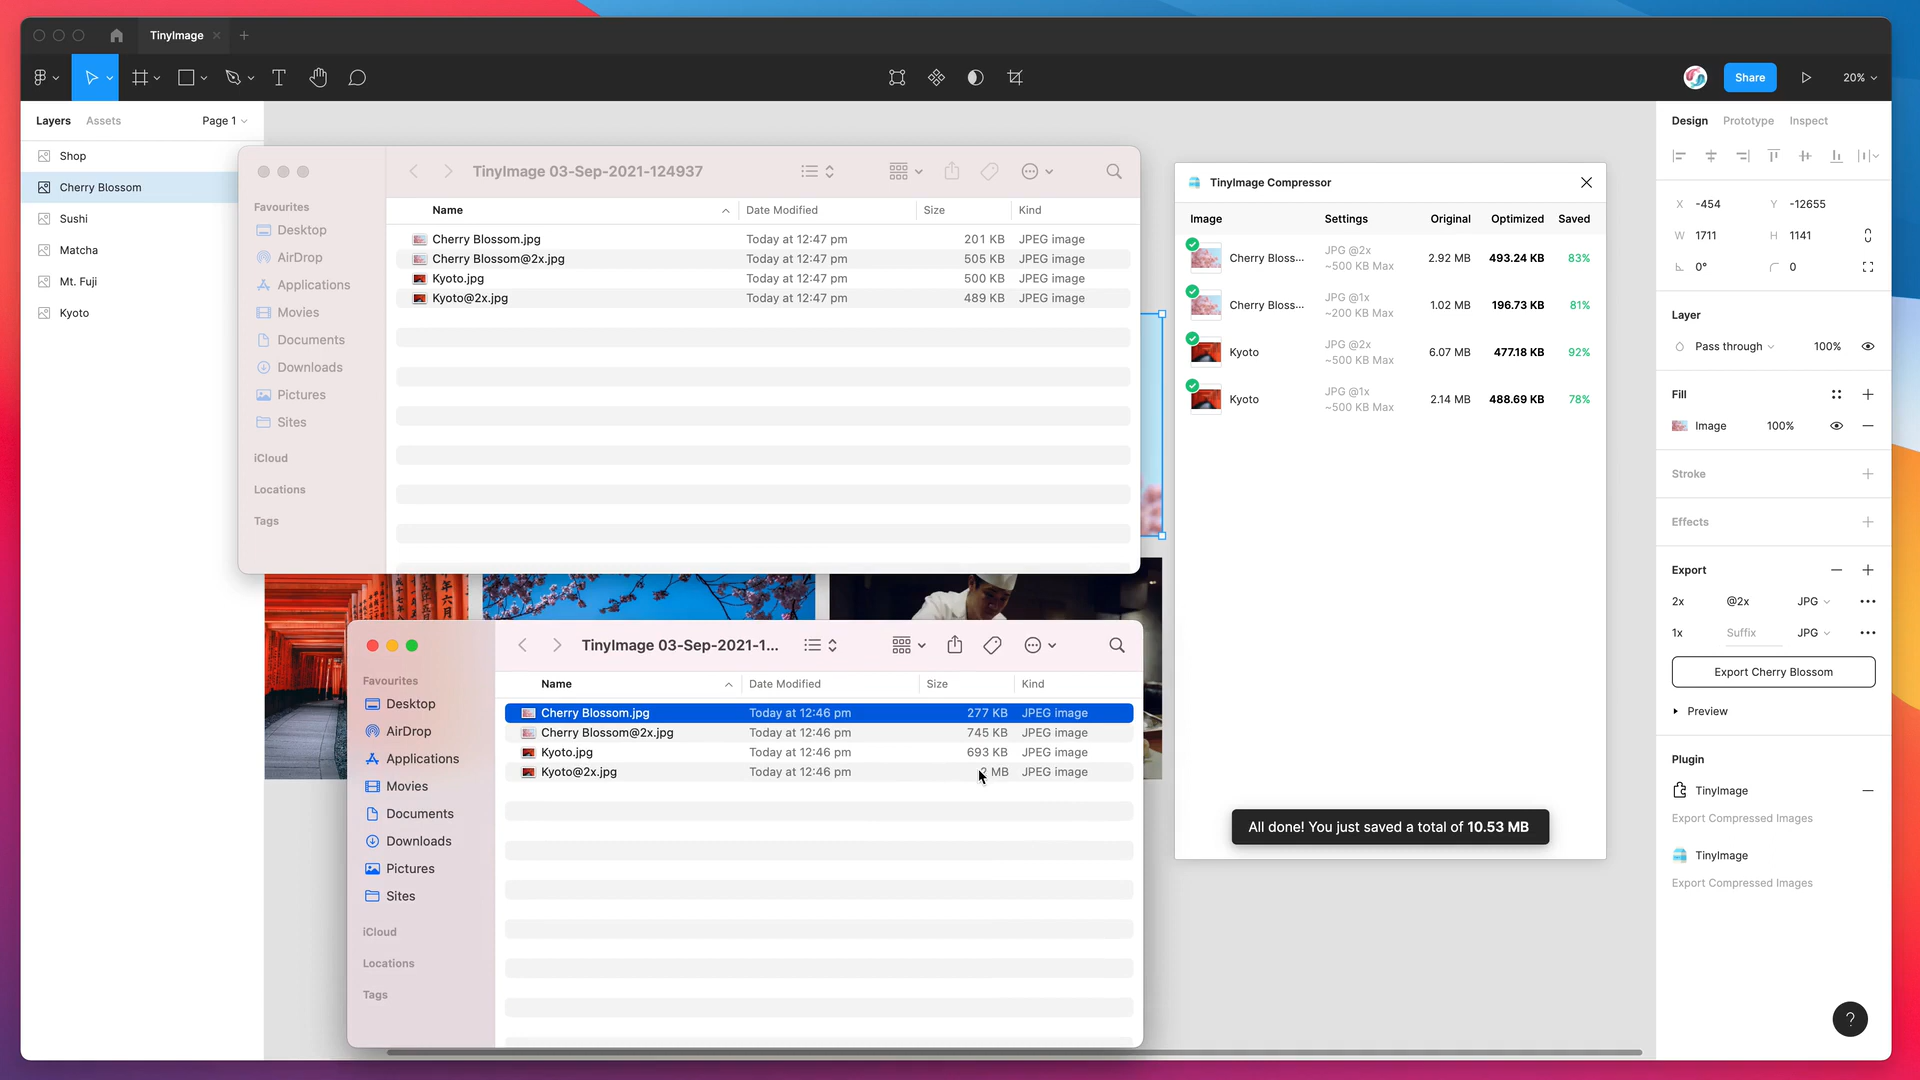 TinyImage
Share
20%
Layers
Assets
Page 1
Shop
Cherry Blossom
Sushi
Matcha
Mt. Fuji
Kyoto
TinyImage 03-Sep-2021-124937
Favourites
Desktop
AirDrop
Applications
Movies
Documents
Downloads
Pictures
Sites
iCloud
Locations
Tags
Name Date Modified Size Kind
Cherry Blossom.jpg Today at 12:47 pm 201 KB JPEG image
Cherry Blossom@2x.jpg Today at 12:47 pm 505 KB JPEG image
Kyoto.jpg Today at 12:47 pm 500 KB JPEG image
Kyoto@2x.jpg Today at 12:47 pm 489 KB JPEG image
TinyImage 03-Sep-2021-1...
Favourites
Desktop
AirDrop
Applications
Movies
Documents
Downloads
Pictures
Sites
iCloud
Locations
Tags
Name Date Modified Size Kind
Cherry Blossom.jpg Today at 12:46 pm 277 KB JPEG image
Cherry Blossom@2x.jpg Today at 12:46 pm 745 KB JPEG image
Kyoto.jpg Today at 12:46 pm 693 KB JPEG image
Kyoto@2x.jpg Today at 12:46 pm MB JPEG image
TinyImage Compressor
Image Settings Original Optimized Saved
Cherry Bloss... JPG @2x ~500 KB Max 2.92 MB 493.24 KB 83%
Cherry Bloss... JPG @1x ~200 KB Max 1.02 MB 196.73 KB 81%
Kyoto JPG @2x ~500 KB Max 6.07 MB 477.18 KB 92%
Kyoto JPG @1x ~500 KB Max 2.14 MB 488.69 KB 78%
All done! You just saved a total of 10.53 MB
Design Prototype Inspect
X -454 Y -12655
W 1711 H 1141
0° 0
Layer
Pass through 100%
Fill
Image 100%
Stroke
Effects
Export
2x @2x JPG
1x Suffix JPG
Export Cherry Blossom
Preview
Plugin
TinyImage
Export Compressed Images
TinyImage
Export Compressed Images
?